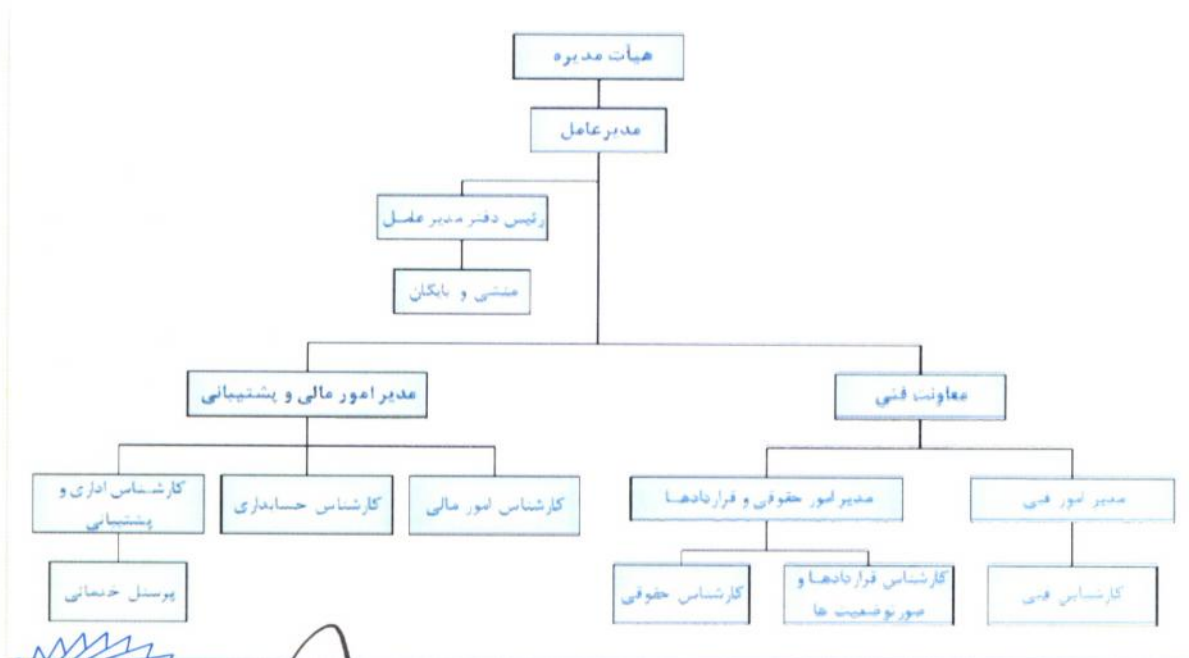 هیأت مدیره
مدیرعامل
رئیس دفتر مدیر عامل
منشی و بایگان
معاونت فنی
مدیر امور مالی و پشتیبانی
مدیر امور فنی
مدیر امور حقوقی و قراردادها
کارشناس امور مالی
کارشناس حسابداری
کارشناس اداری و
پشتیبانی
کارشناس فنی
کارشناس قراردادها و
صورتوضعیت ها
کارشناس حقوقی
پرسنل خدماتی